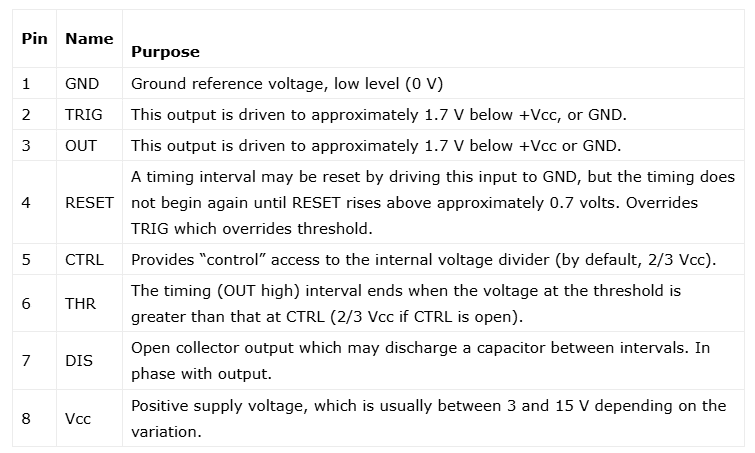 Pin Name Purpose
1 GND Ground reference voltage, low level (0 V)
2 TRIG This output is driven to approximately 1.7 V below +Vcc, or GND.
3 OUT This output is driven to approximately 1.7 V below +Vcc or GND.
4 RESET A timing interval may be reset by driving this input to GND, but the timing does
not begin again until RESET rises above approximately 0.7 volts. Overrides
TRIG which overrides threshold.
5 CTRL Provides “control” access to the internal voltage divider (by default, 2/3 Vcc).
6 THR The timing (OUT high) interval ends when the voltage at the threshold is
greater than that at CTRL (2/3 Vcc if CTRL is open).
7 DIS Open collector output which may discharge a capacitor between intervals. In
phase with output.
8 Vcc Positive supply voltage, which is usually between 3 and 15 V depending on the
variation.